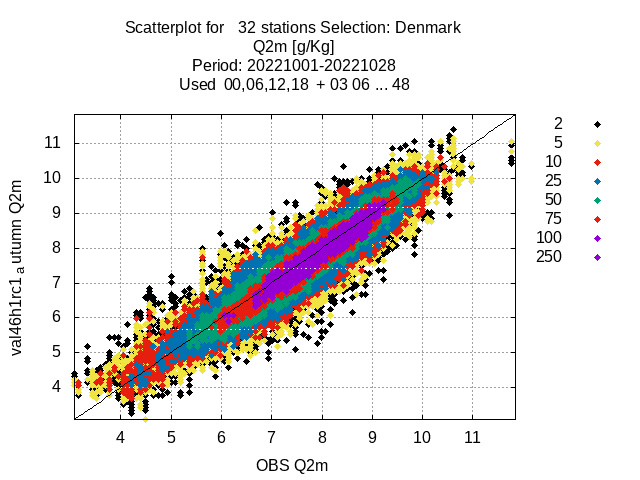 Scatterplot for 32 stations Selection: Denmark
Q2m [g/Kg]
Period: 20221001-20221028
Used 00,06,12,18 + 03 06 ... 48
2
5
10
25
50
75
100
250
11
10
9
8
7
6
5
4
val46h1rc1autumn Q2m
4 5 6 7 8 9 10 11
OBS Q2m